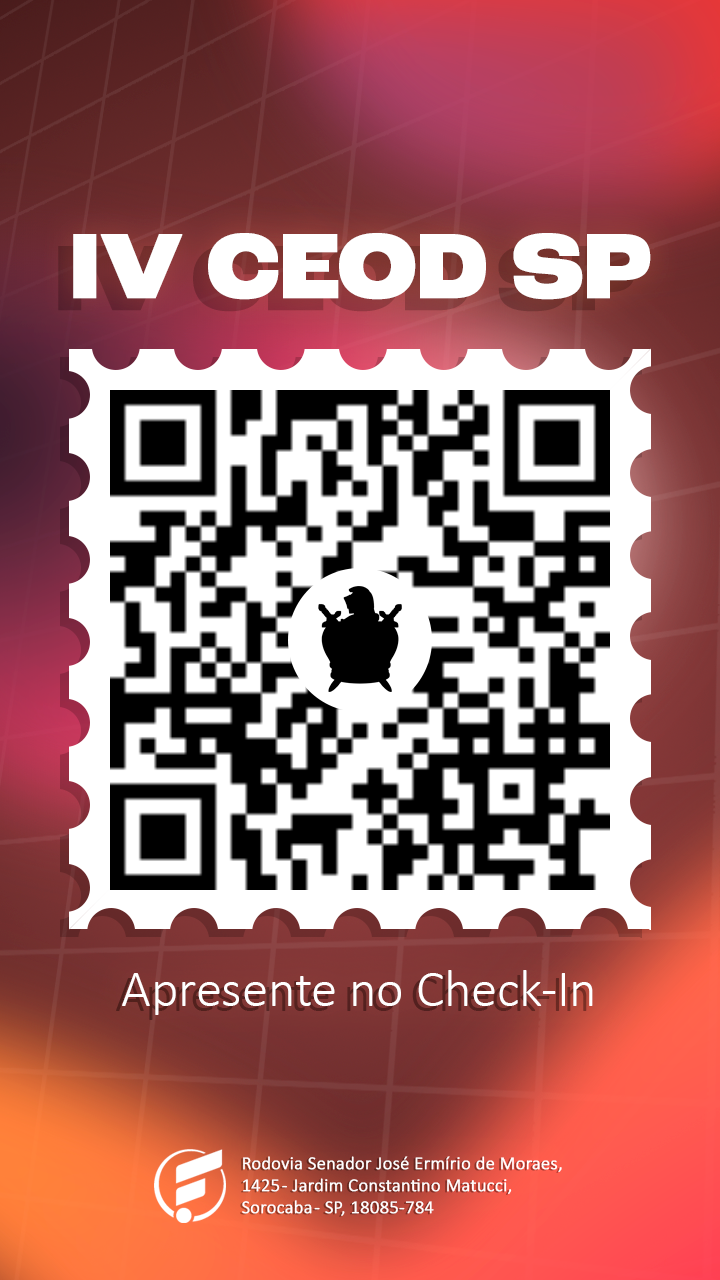 IV CEOD SP
Apresente no Check-In
Rodovia Senador José Ermírio de Moraes,
1425- Jardim Constantino Matucci,
Sorocaba- SP, 18085-784